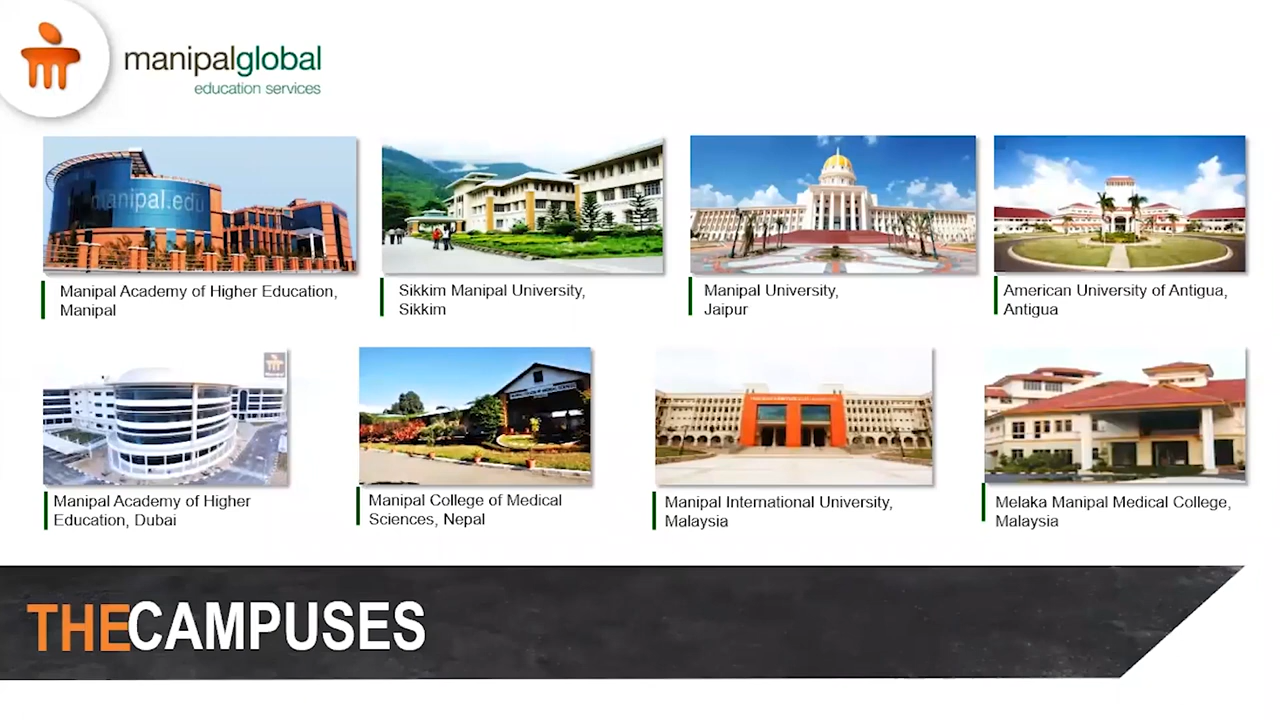 manipalglobal
education services
manipal.edu
Manipal Academy of Higher Education,
Manipal
Sikkim Manipal University,
Sikkim
Manipal University,
Jaipur
American University of Antigua,
Antigua
Manipal Academy of Higher
Education, Dubai
Manipal College of Medical
Sciences, Nepal
Manipal International University,
Malaysia
Melaka Manipal Medical College,
Malaysia
THECAMPUSES